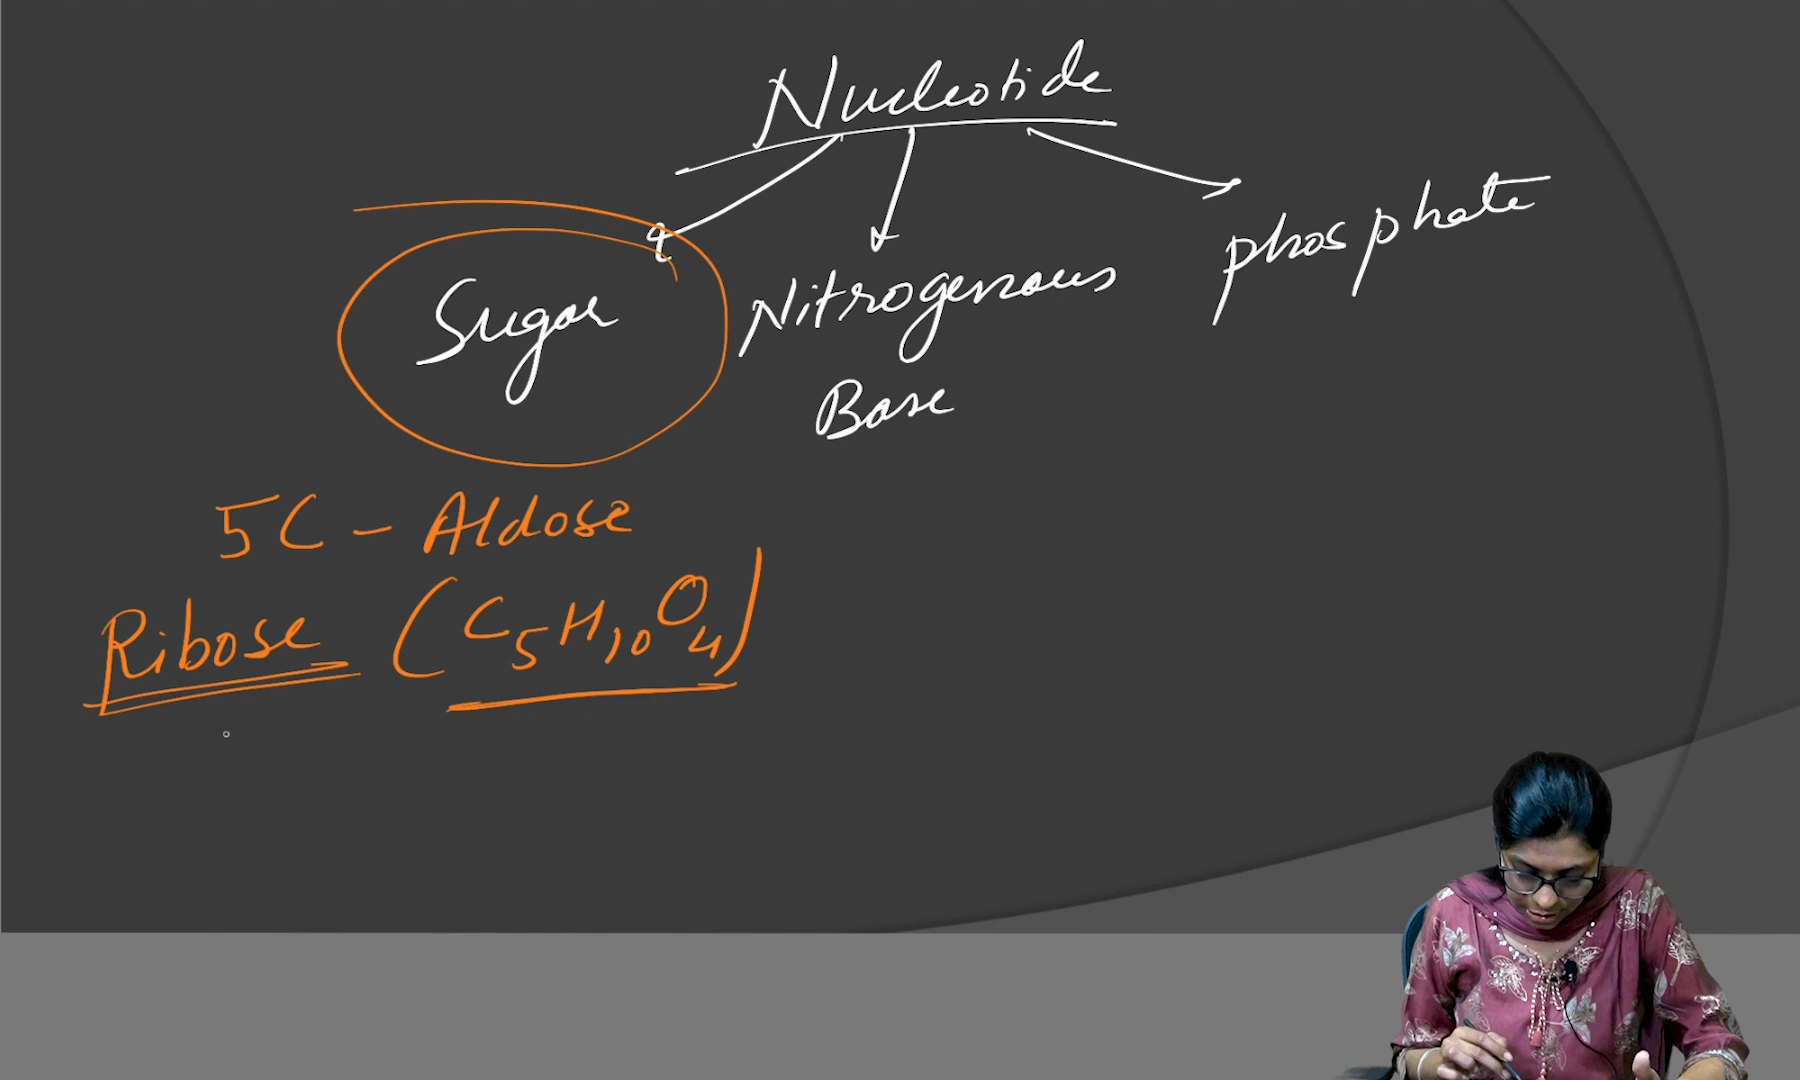 Nucleotide
Sugar
Nitrogenous
Base
phosphate
5C - Aldose
Ribose (C₅H₁₀O₄)